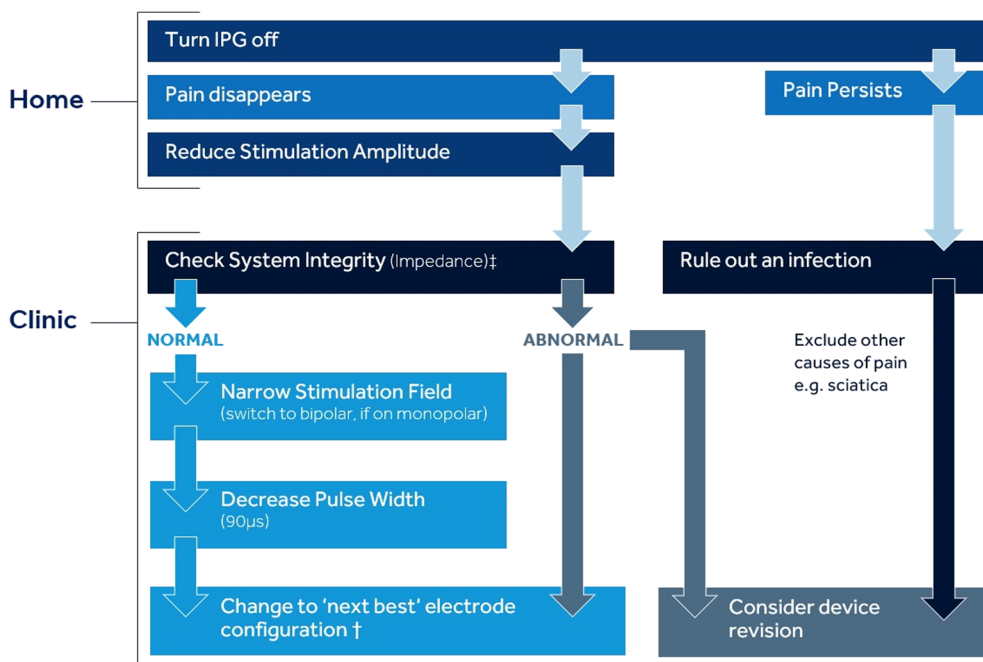 Home
Turn IPG off
Pain disappears
Pain Persists
Reduce Stimulation Amplitude
Clinic
Check System Integrity (Impedance)‡
Rule out an infection
NORMAL
ABNORMAL
Exclude other
causes of pain
e.g. sciatica
Narrow Stimulation Field
(switch to bipolar, if on monopolar)
Decrease Pulse Width
(90µs)
Change to ‘next best‘ electrode
configuration †
Consider device
revision